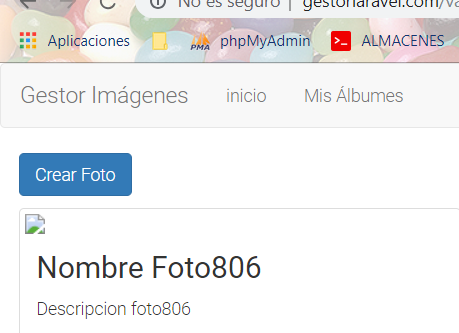 No es seguro | gestorlaravel.com/va
Aplicaciones PMA phpMyAdmin >_ ALMACENES
Gestor Imágenes inicio Mis Álbumes
Crear Foto
Nombre Foto806
Descripcion foto806